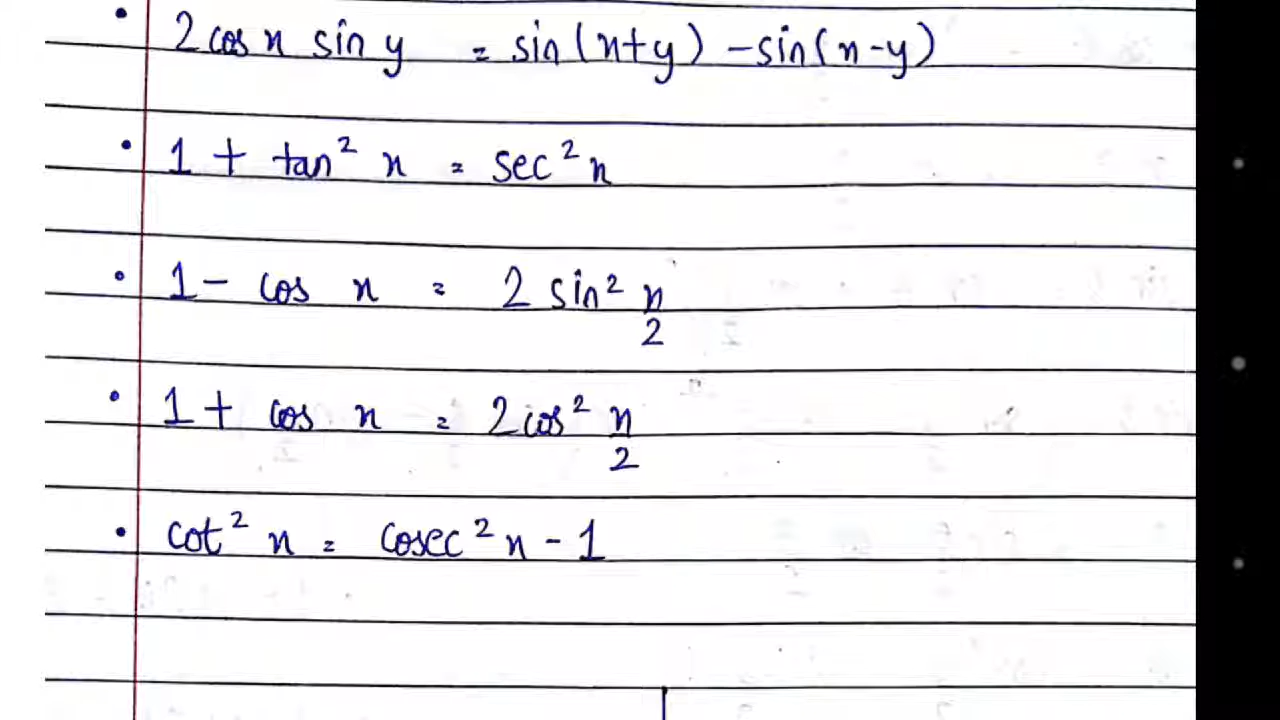 • 2 cos x sin y = sin(x+y) - sin(x-y)
• 1 + tan² x = sec² x
• 1 - cos x = 2 sin² x/2
• 1 + cos x = 2 cos² x/2
• cot² x = cosec² x - 1